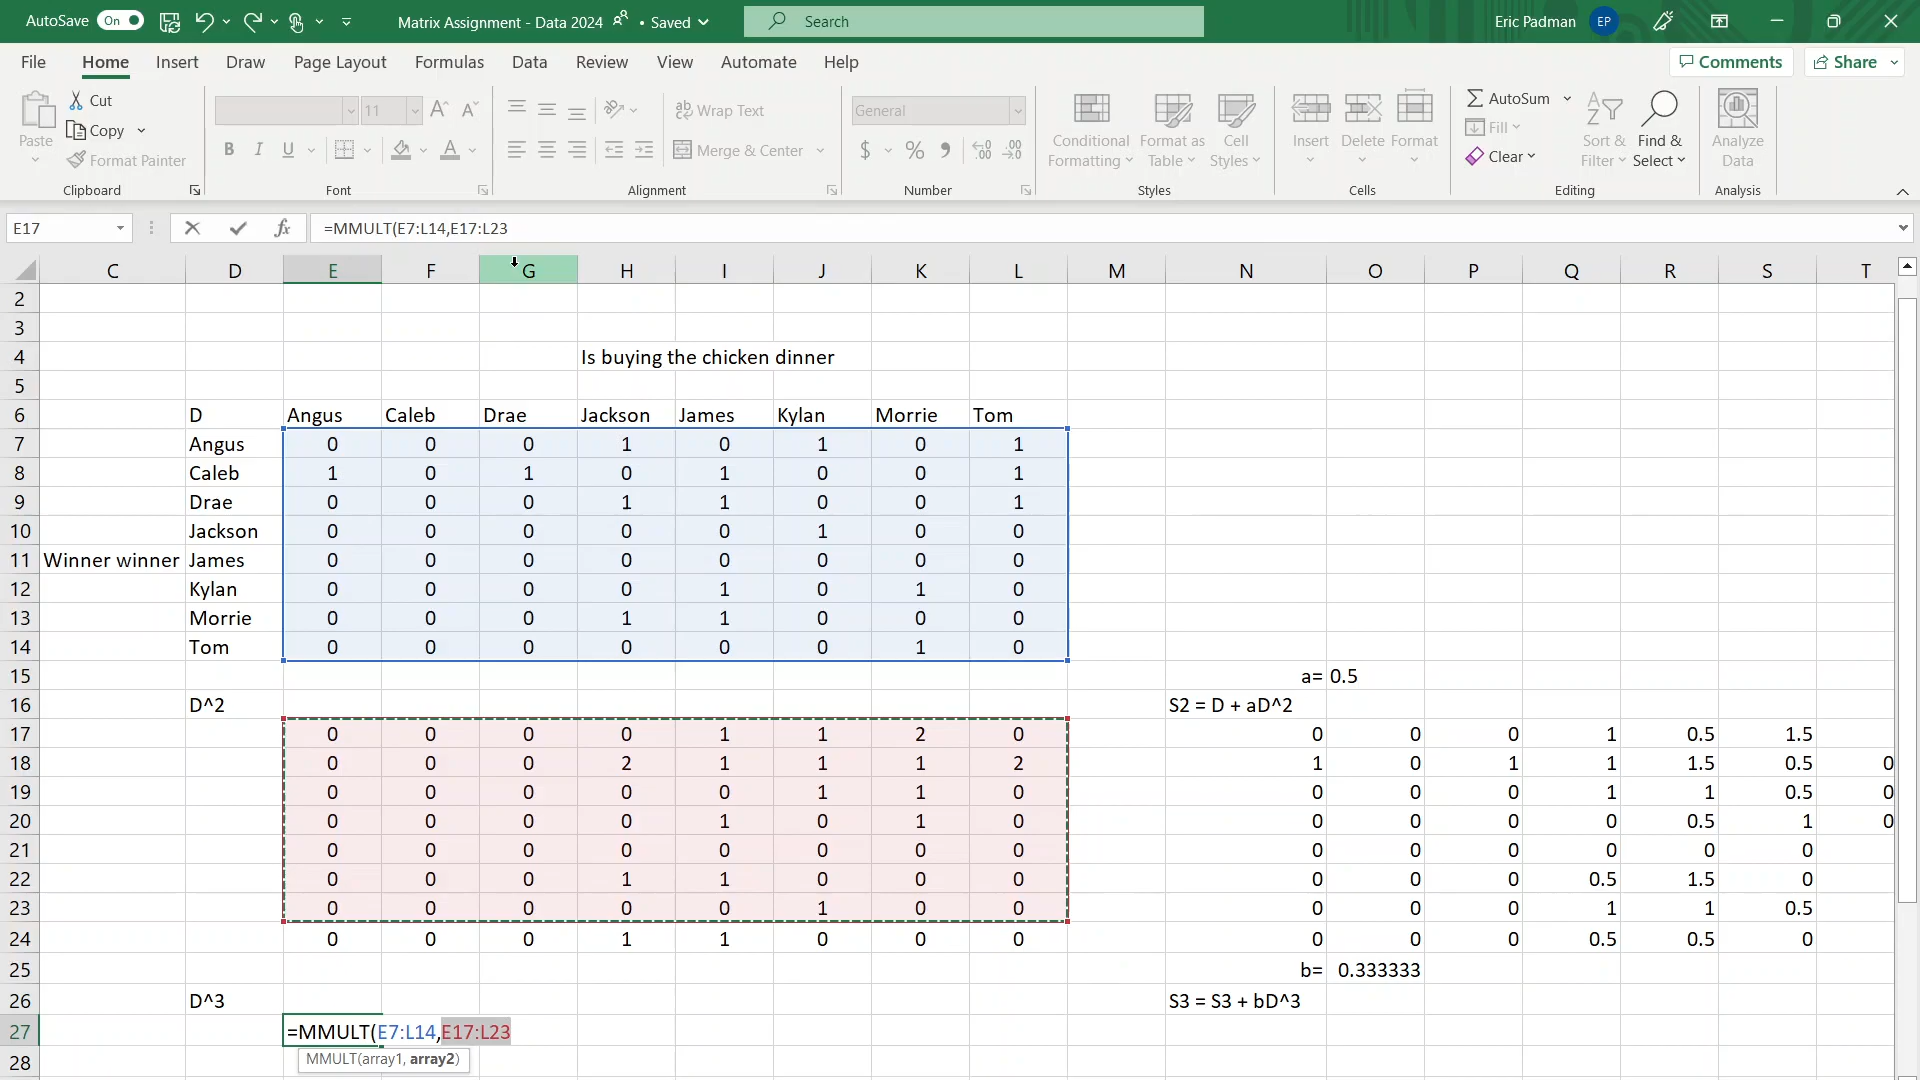 AutoSave On Matrix Assignment - Data 2024 • Saved Search Eric Padman EP
File Home Insert Draw Page Layout Formulas Data Review View Automate Help Comments Share
Paste Cut Copy Format Painter Clipboard
11 B I U Font
Wrap Text Merge & Center Alignment
General $ % Number
Conditional Formatting Format as Table Cell Styles Styles
Insert Delete Format Cells
AutoSum Fill Clear Sort & Filter Find & Select Editing
Analyze Data Analysis
E17 fx =MMULT(E7:L14,E17:L23
C D E F G H I J K L M N O P Q R S T
2
3
4 Is buying the chicken dinner
5
6 D Angus Caleb Drae Jackson James Kylan Morrie Tom
7 Angus 0 0 0 1 0 1 0 1
8 Caleb 1 0 1 0 1 0 0 1
9 Drae 0 0 0 1 1 0 0 1
10 Jackson 0 0 0 0 0 1 0 0
11 Winner winner James 0 0 0 0 0 0 0 0
12 Kylan 0 0 0 0 1 0 1 0
13 Morrie 0 0 0 1 1 0 0 0
14 Tom 0 0 0 0 0 0 1 0
15 a= 0.5
16 D^2 S2 = D + aD^2
17 0 0 0 0 1 1 2 0 0 0 0 1 0.5 1.5
18 0 0 0 2 1 1 1 2 1 0 1 1 1.5 0.5 0
19 0 0 0 0 0 1 1 0 0 0 0 1 1 0.5 0
20 0 0 0 0 1 0 1 0 0 0 0 0 0.5 1 0
21 0 0 0 0 0 0 0 0 0 0 0 0 0 0
22 0 0 0 1 1 0 0 0 0 0 0 0.5 1.5 0
23 0 0 0 0 0 1 0 0 0 0 0 1 1 0.5
24 0 0 0 1 1 0 0 0 0 0 0 0.5 0.5 0
25 b= 0.333333
26 D^3 S3 = S3 + bD^3
27 =MMULT(E7:L14,E17:L23
28 MMULT(array1, array2)